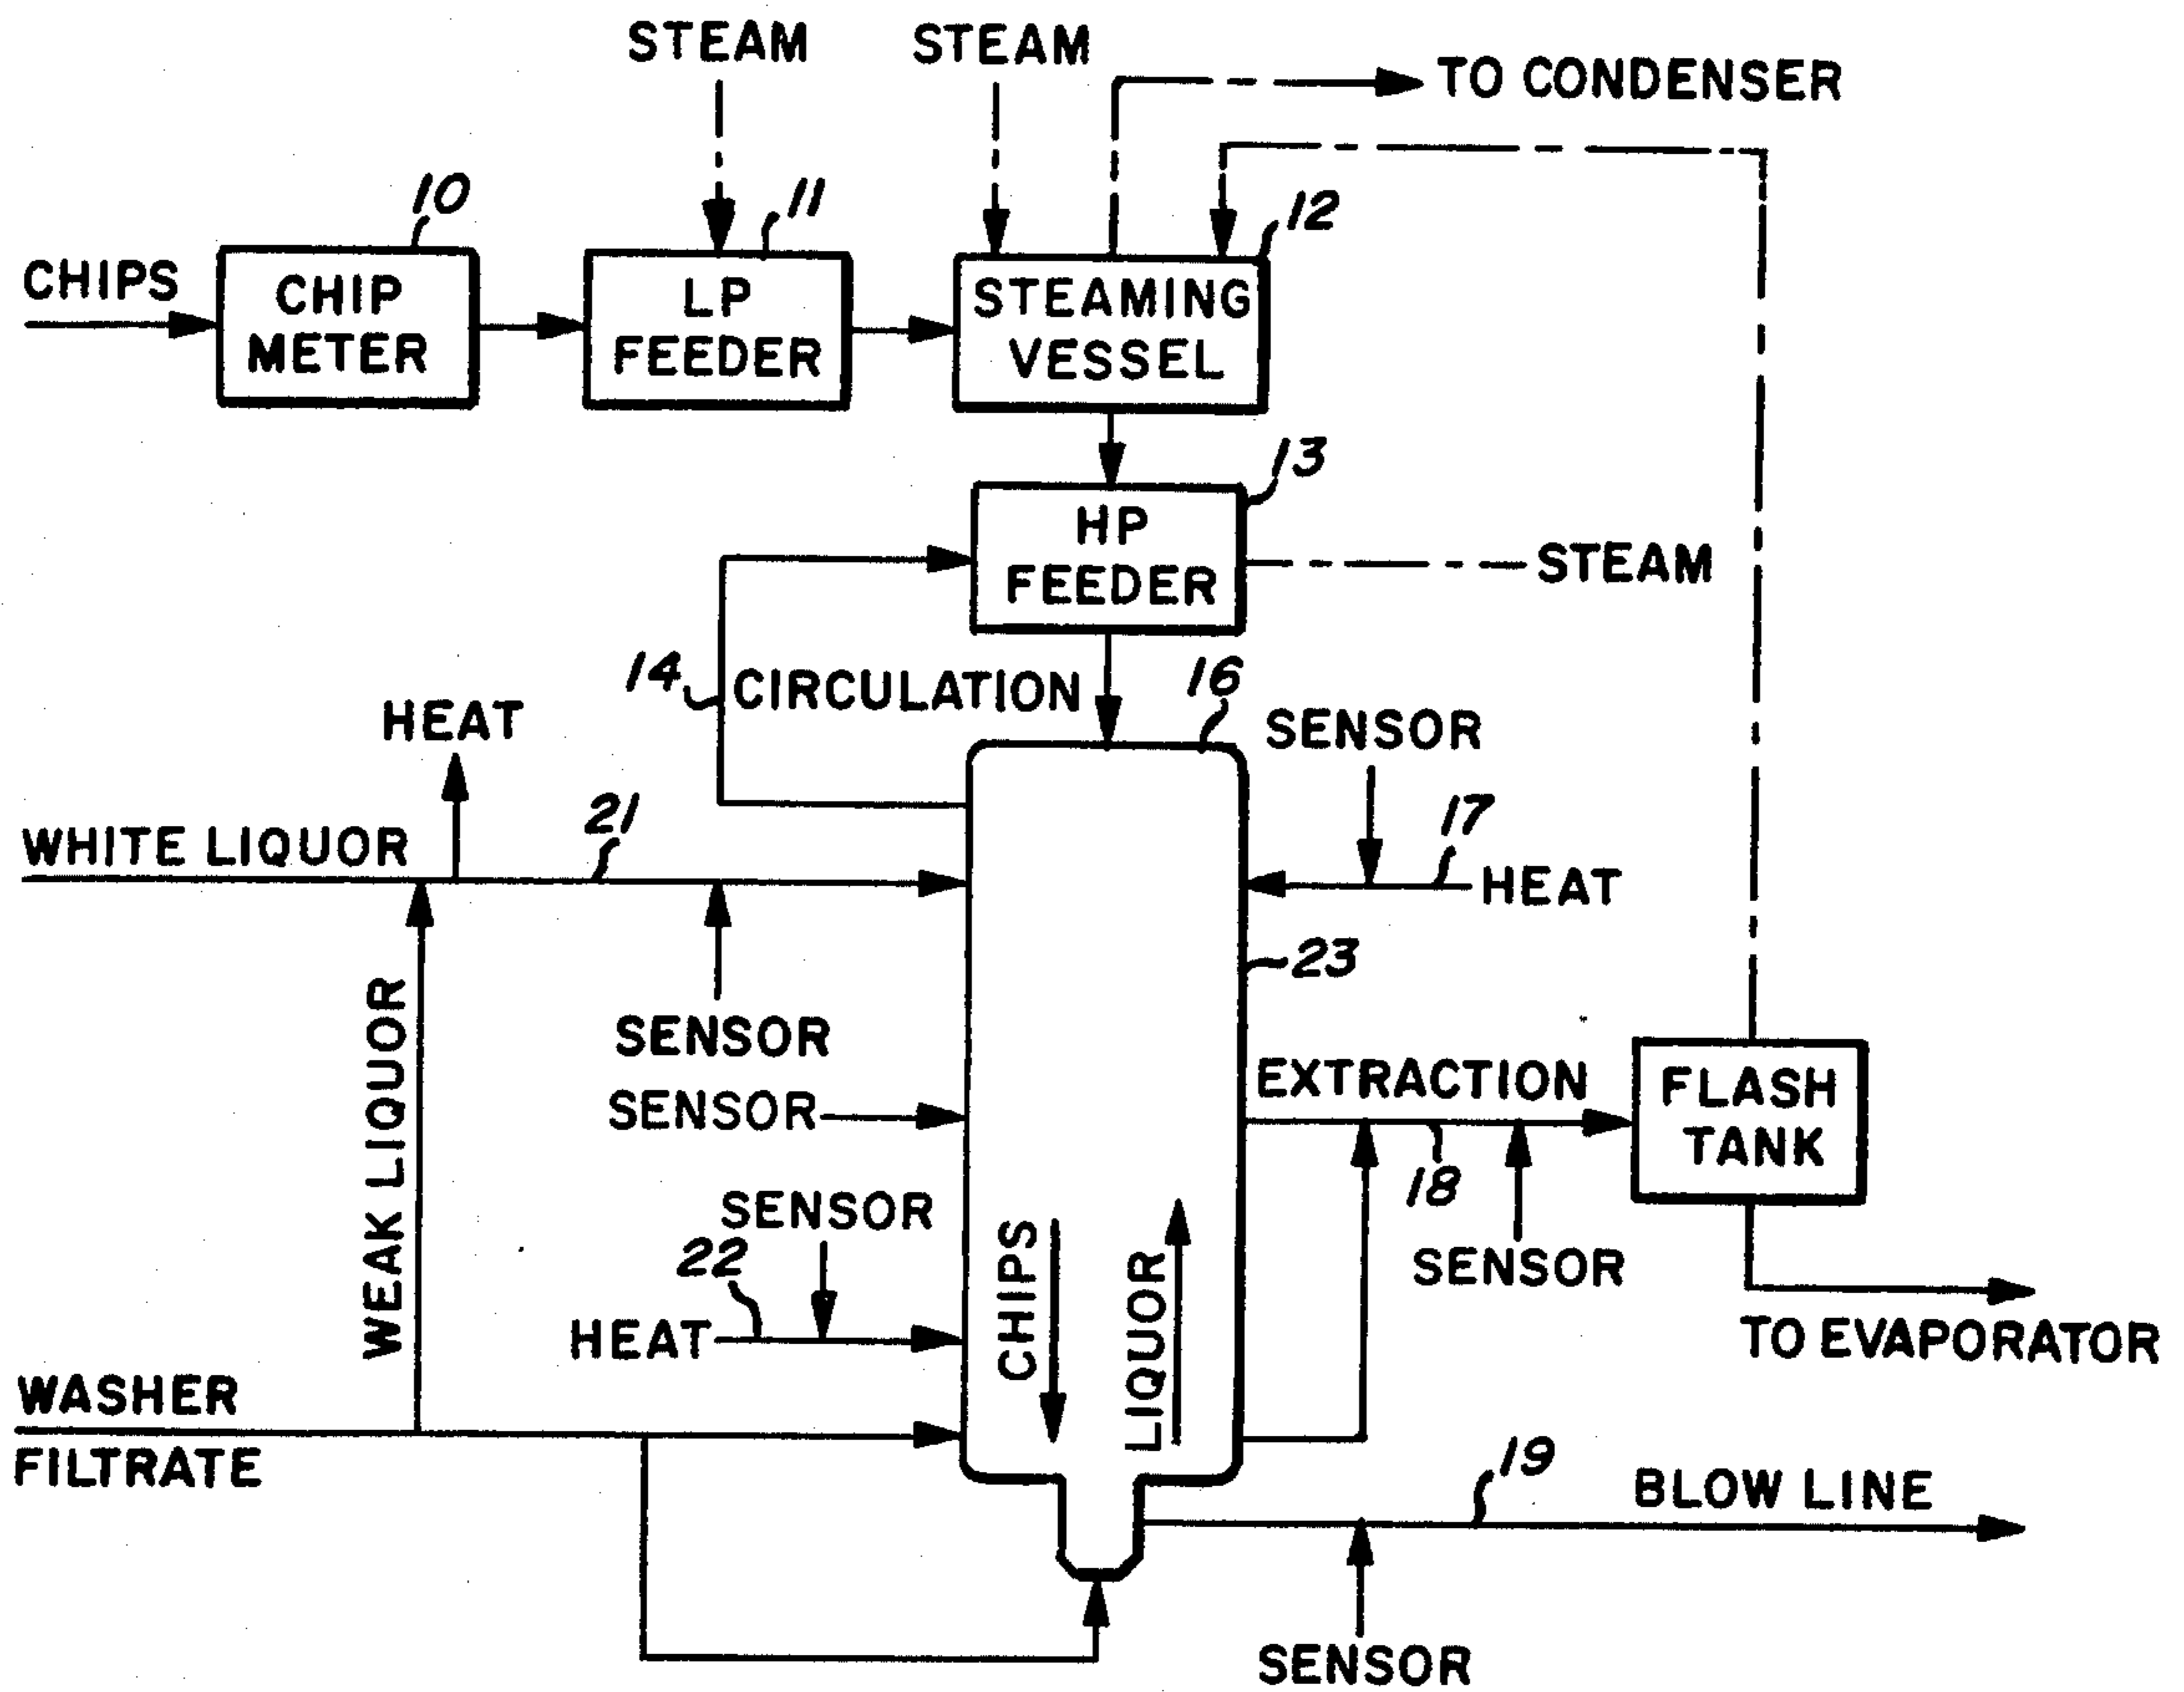 STEAM
STEAM
TO CONDENSER
10
11
12
CHIPS
CHIP
METER
LP
FEEDER
STEAMING
VESSEL
13
HP
FEEDER
STEAM
14
CIRCULATION
16
HEAT
SENSOR
21
17
WHITE LIQUOR
HEAT
23
WEAK LIQUOR
SENSOR
SENSOR
EXTRACTION
FLASH
TANK
18
SENSOR
22
SENSOR
CHIPS
LIQUOR
HEAT
TO EVAPORATOR
WASHER
FILTRATE
19
BLOW LINE
SENSOR